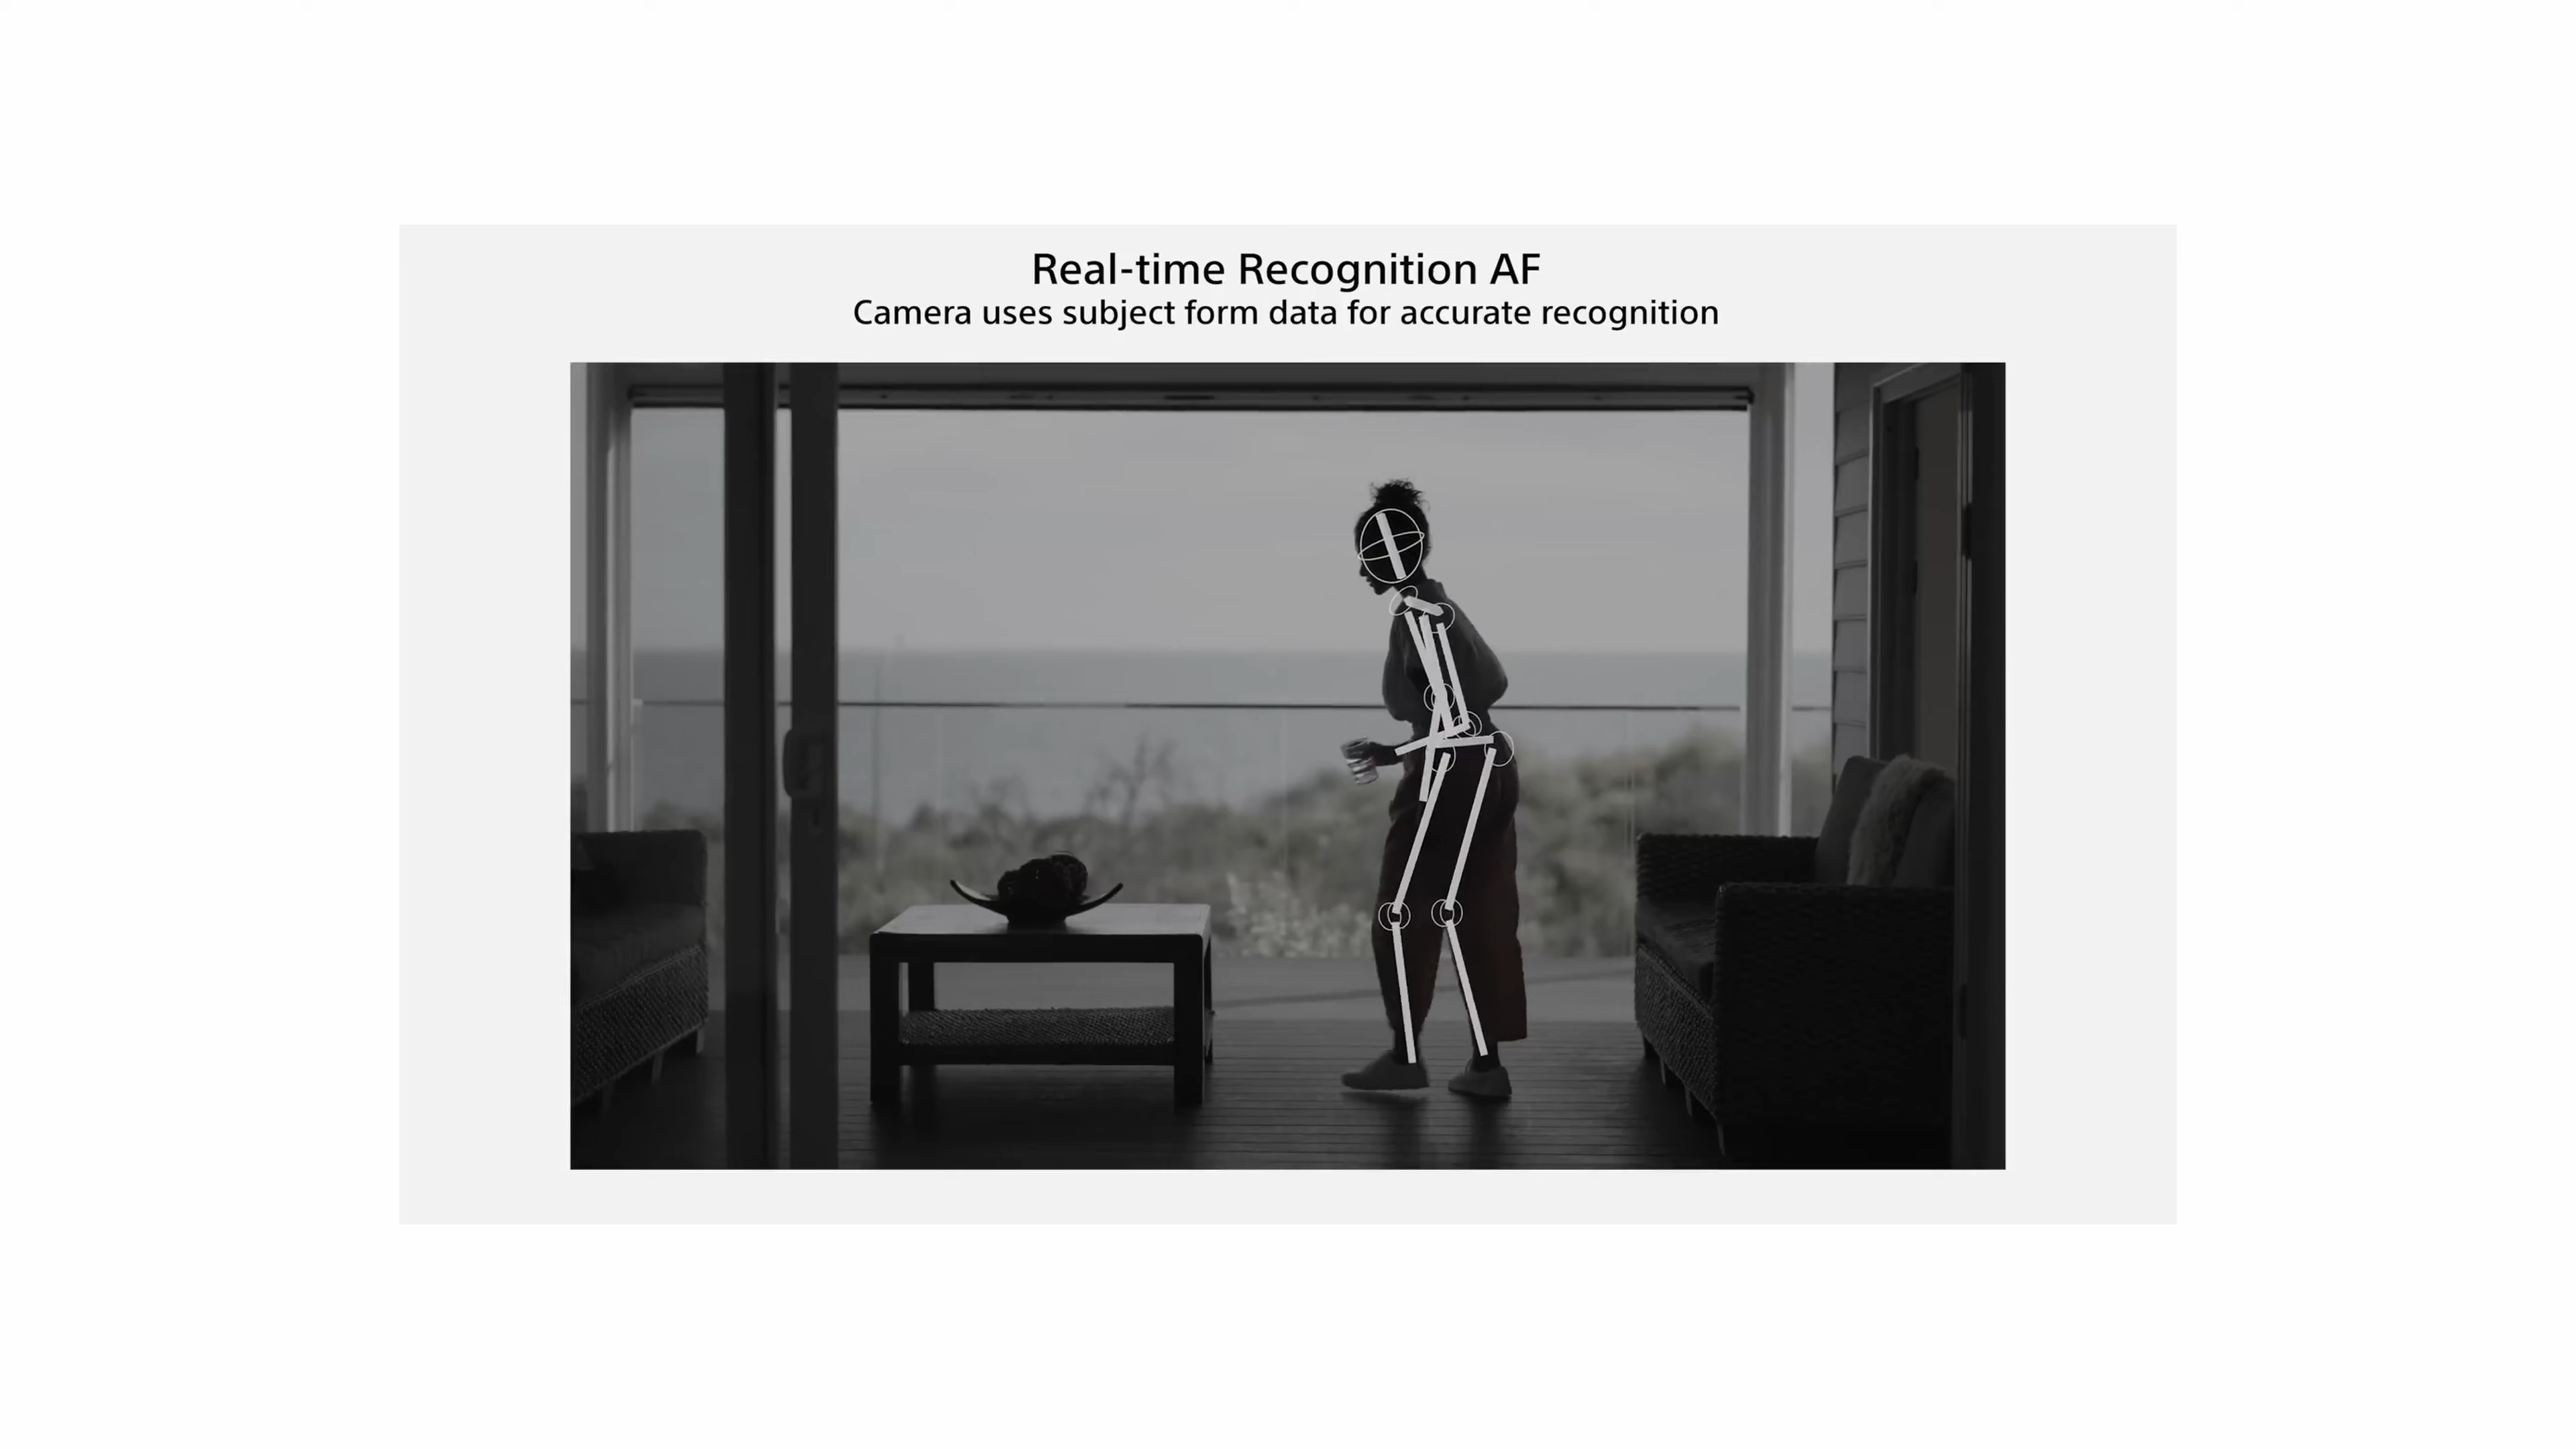 Real-time Recognition AF
Camera uses subject form data for accurate recognition